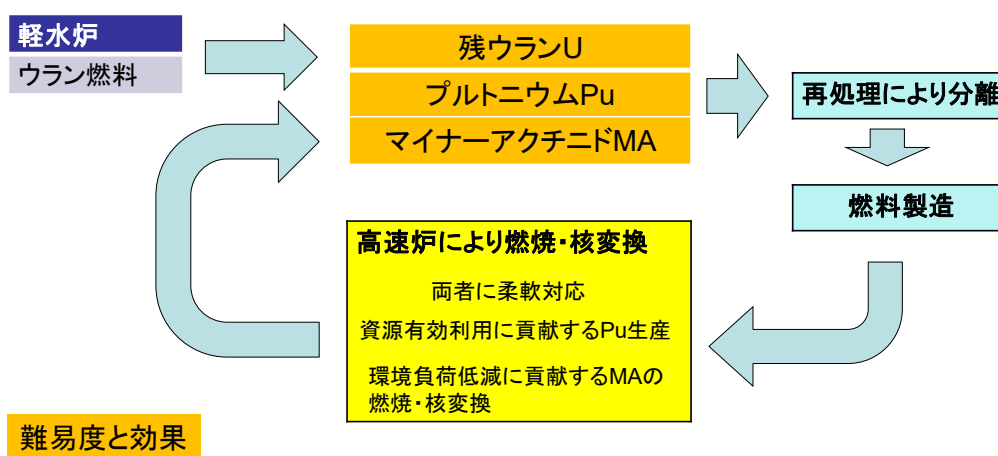 軽水炉
ウラン燃料
残ウランU
プルトニウムPu
マイナーアクチニドMA
再処理により分離
燃料製造
高速炉により燃焼・核変換
両者に柔軟対応
資源有効利用に貢献するPu生産
環境負荷低減に貢献するMAの
燃焼・核変換
難易度と効果